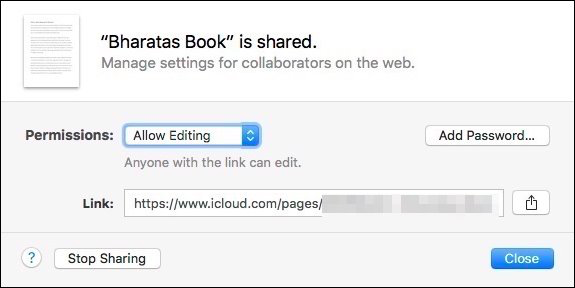 “Bharatas Book” is shared.
Manage settings for collaborators on the web.
Permissions: Allow Editing Add Password...
Anyone with the link can edit.
Link: https://www.icloud.com/pages/
? Stop Sharing Close